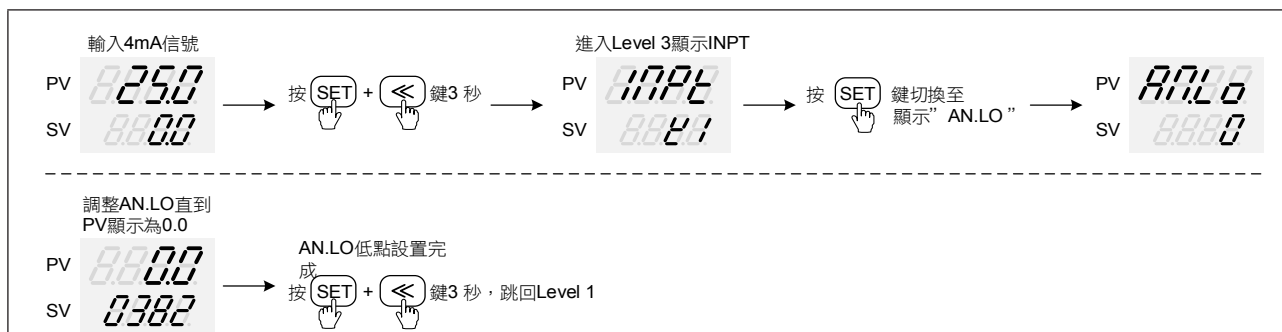 輸入4mA信號
PV 25.0
SV 0.0
按 SET + ≪ 鍵3 秒
進入Level 3顯示INPT
PV INPt
SV K1
按 SET 鍵切換至
顯示” AN.LO ”
PV AN.Lo
SV 0
調整AN.LO直到
PV顯示為0.0
PV 0.0
SV 0382
AN.LO低點設置完
成
按 SET + ≪ 鍵3 秒，跳回Level 1